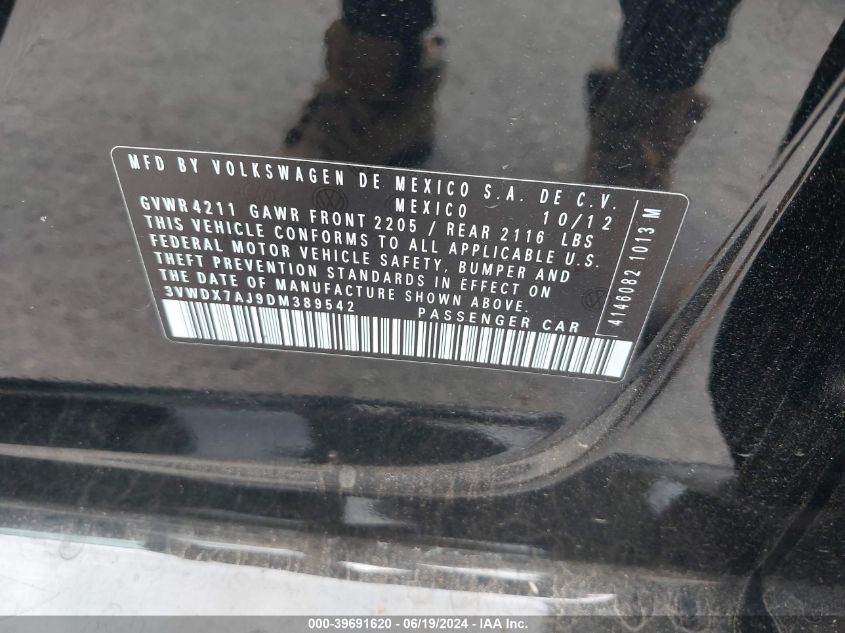 MFD BY VOLKSWAGEN DE MEXICO S.A. DE C.V.
MEXICO 10/12
GVWR 4211 GAWR FRONT 2205 / REAR 2116 LBS
THIS VEHICLE CONFORMS TO ALL APPLICABLE U.S.
FEDERAL MOTOR VEHICLE SAFETY, BUMPER AND
THEFT PREVENTION STANDARDS IN EFFECT ON
THE DATE OF MANUFACTURE SHOWN ABOVE.
3VWDX7AJ9DM389542 PASSENGER CAR
4146082 1013 M
000-39691620 - 06/19/2024 - IAA Inc.